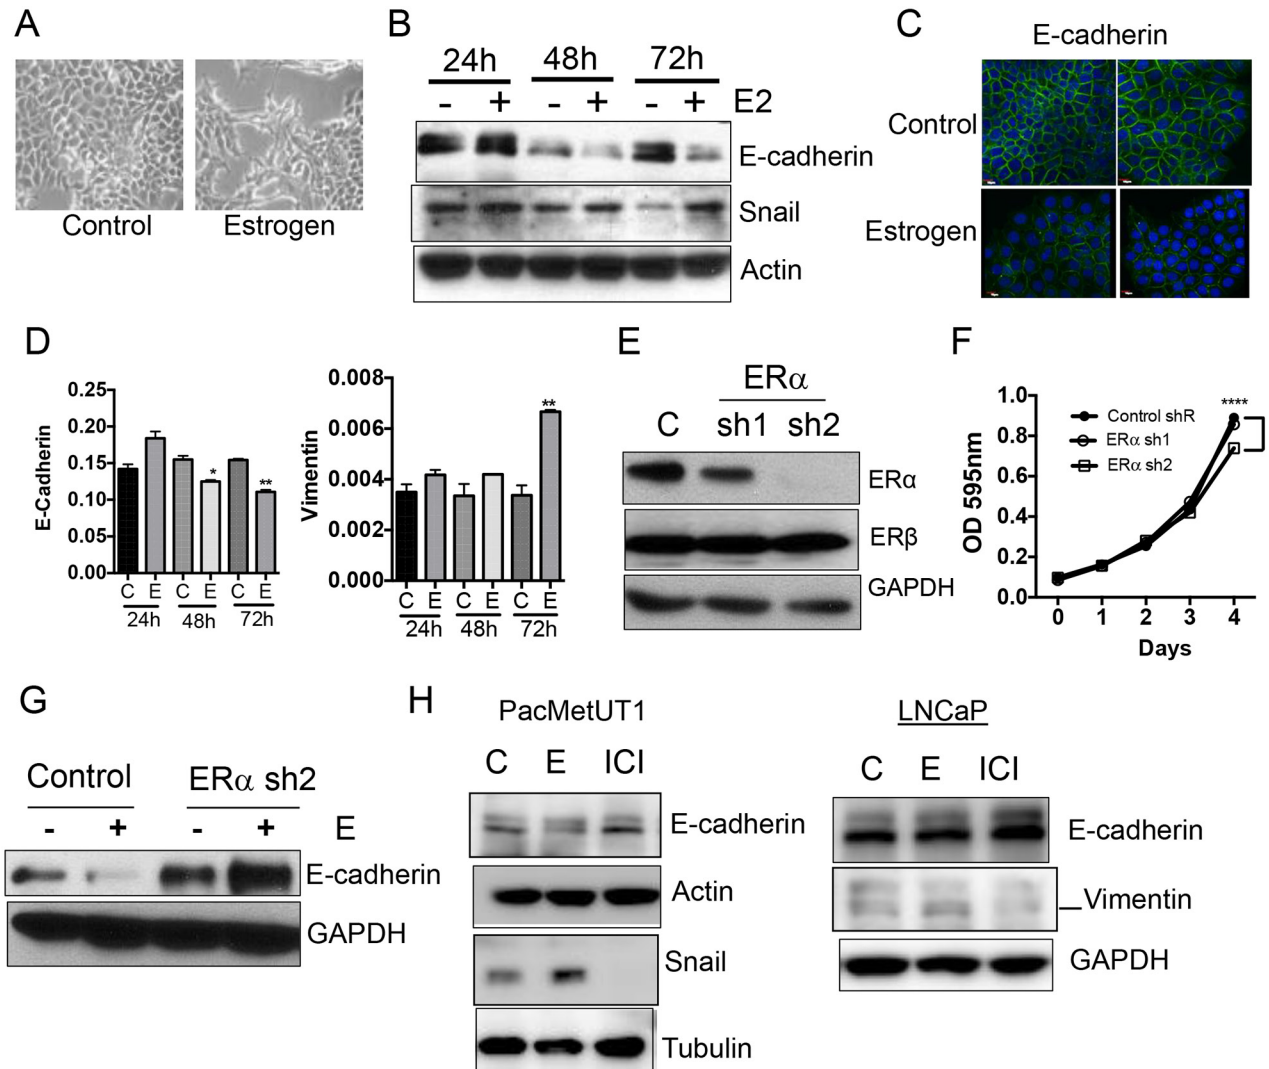 A
Control
Estrogen
B
24h 48h 72h
- + - + - + E2
E-cadherin
Snail
Actin
C
E-cadherin
Control
Estrogen
D
E-Cadherin
0.25
0.20
0.15
0.10
0.05
0.00
* **
C E C E C E
24h 48h 72h
Vimentin
0.008
0.006
0.004
0.002
0.000
**
C E C E C E
24h 48h 72h
E
ERα
C sh1 sh2
ERα
ERβ
GAPDH
F
OD 595nm
1.0
0.8
0.6
0.4
0.2
0.0
Control shR
ERα sh1
ERα sh2
****
0 1 2 3 4
Days
G
Control ERα sh2
- + - + E
E-cadherin
GAPDH
H
PacMetUT1
C E ICI
E-cadherin
Actin
Snail
Tubulin
LNCaP
C E ICI
E-cadherin
Vimentin
GAPDH